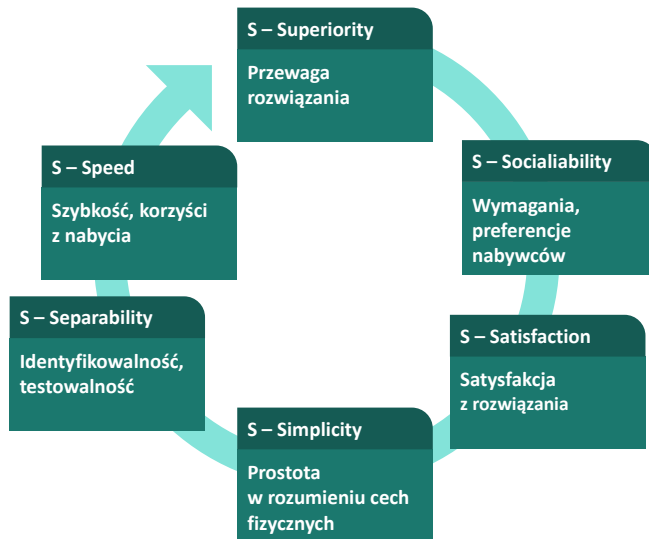 S – Superiority
Przewaga
rozwiązania
S – Socialiability
Wymagania,
preferencje
nabywców
S – Satisfaction
Satysfakcja
z rozwiązania
S – Simplicity
Prostota
w rozumieniu cech
fizycznych
S – Separability
Identyfikowalność,
testowalność
S – Speed
Szybkość, korzyści
z nabycia